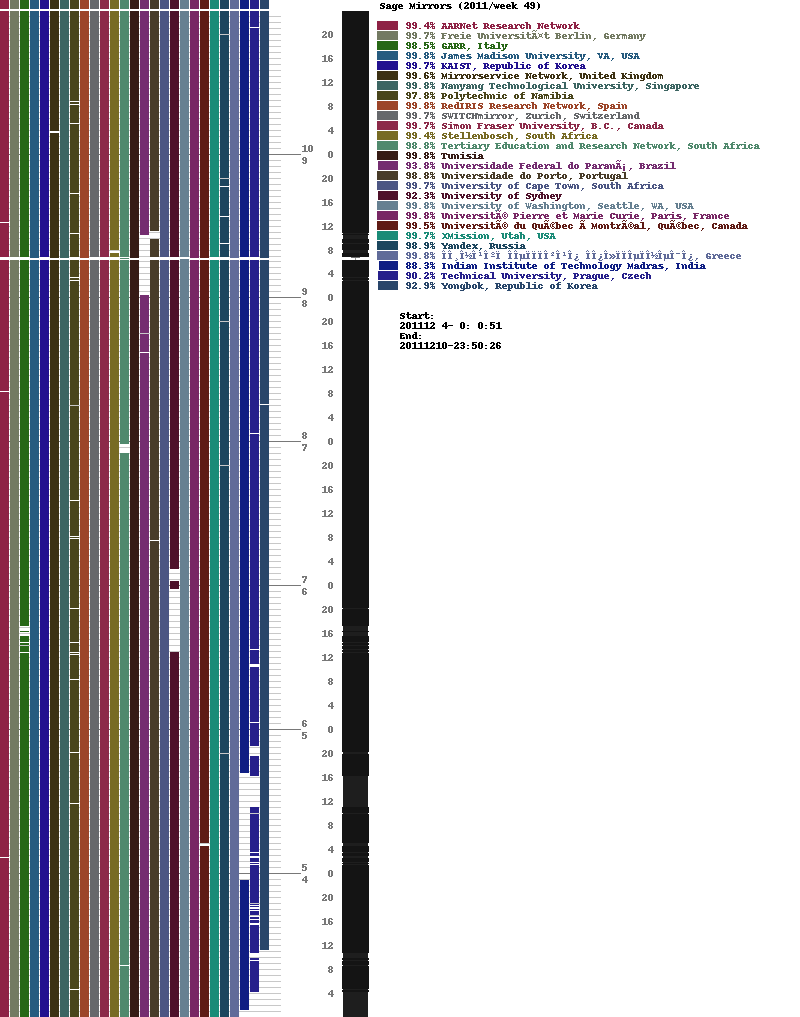 Sage Mirrors (2011/week 49)
99.4% AARNet Research Network
99.7% Freie UniversitÃ¤t Berlin, Germany
98.5% GARR, Italy
99.8% James Madison University, VA, USA
99.7% KAIST, Republic of Korea
99.6% Mirrorservice Network, United Kingdom
99.8% Nanyang Technological University, Singapore
97.8% Polytechnic of Namibia
99.8% RedIRIS Research Network, Spain
99.7% SWITCHmirror, Zurich, Switzerland
99.7% Simon Fraser University, B.C., Canada
99.4% Stellenbosch, South Africa
98.8% Tertiary Education and Research Network, South Africa
99.8% Tunisia
93.8% Universidade Federal do ParanÃ¡, Brazil
98.8% Universidade do Porto, Portugal
99.7% University of Cape Town, South Africa
92.3% University of Sydney
99.8% University of Washington, Seattle, WA, USA
99.8% UniversitÃ© Pierre et Marie Curie, Paris, France
99.5% UniversitÃ© du QuÃ©bec Ã MontrÃ©al, QuÃ©bec, Canada
99.7% XMission, Utah, USA
98.9% Yandex, Russia
99.8% Greece
88.3% Indian Institute of Technology Madras, India
90.2% Technical University, Prague, Czech
92.9% Yongbok, Republic of Korea
Start:
201112 4- 0: 0:51
End:
20111210-23:50:26
20
16
12
8
4
10
0
9
20
16
12
8
4
9
0
8
20
16
12
8
4
8
0
7
20
16
12
8
4
7
0
6
20
16
12
8
4
6
0
5
20
16
12
8
4
5
0
4
20
16
12
8
4